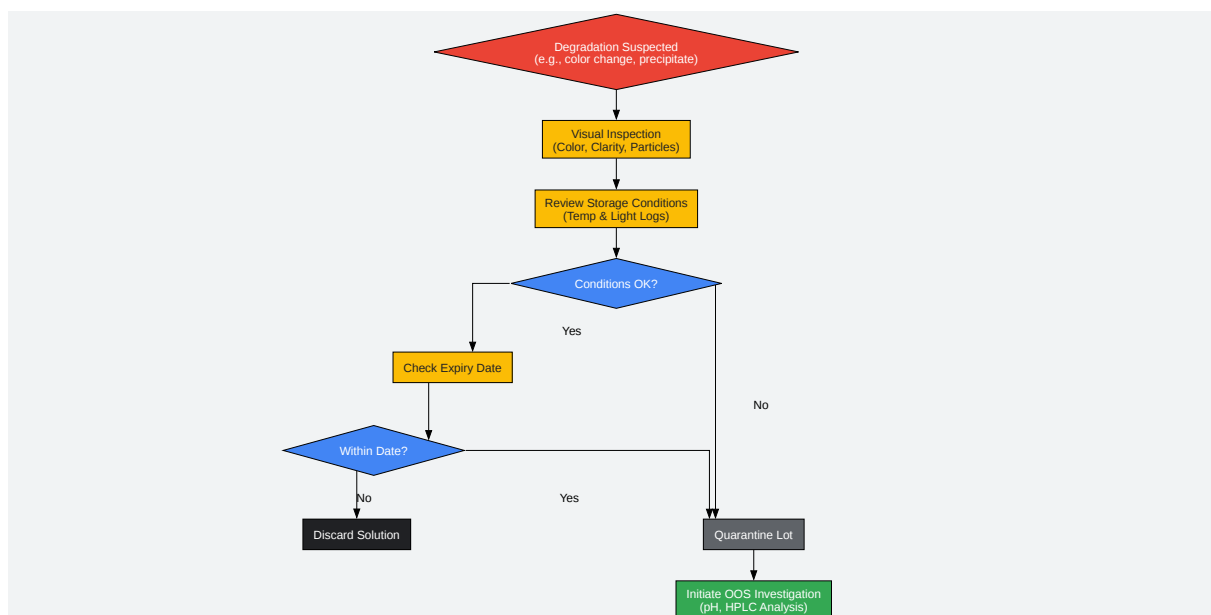 Degradation Suspected
(e.g., color change, precipitate)
Visual Inspection
(Color, Clarity, Particles)
Review Storage Conditions
(Temp & Light Logs)
Conditions OK?
Yes
Check Expiry Date
No
Within Date?
No
Yes
Discard Solution
Quarantine Lot
Initiate OOS Investigation
(pH, HPLC Analysis)